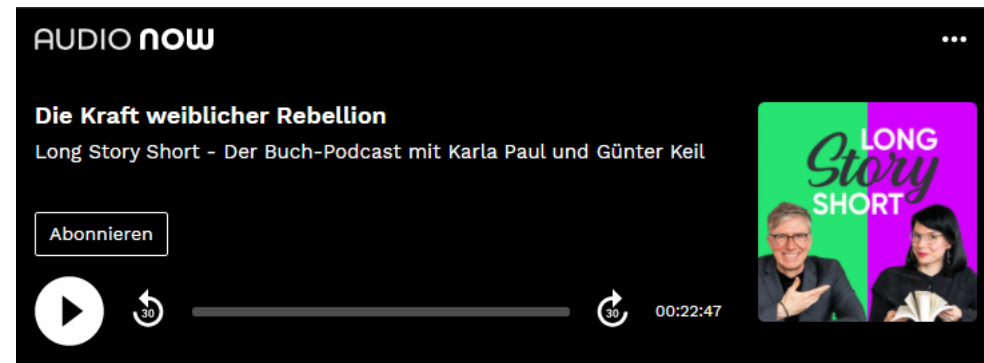 AUDIO NOW
Die Kraft weiblicher Rebellion
Long Story Short - Der Buch-Podcast mit Karla Paul und Günter Keil
Abonnieren
30
30
00:22:47
LONG
Story
SHORT